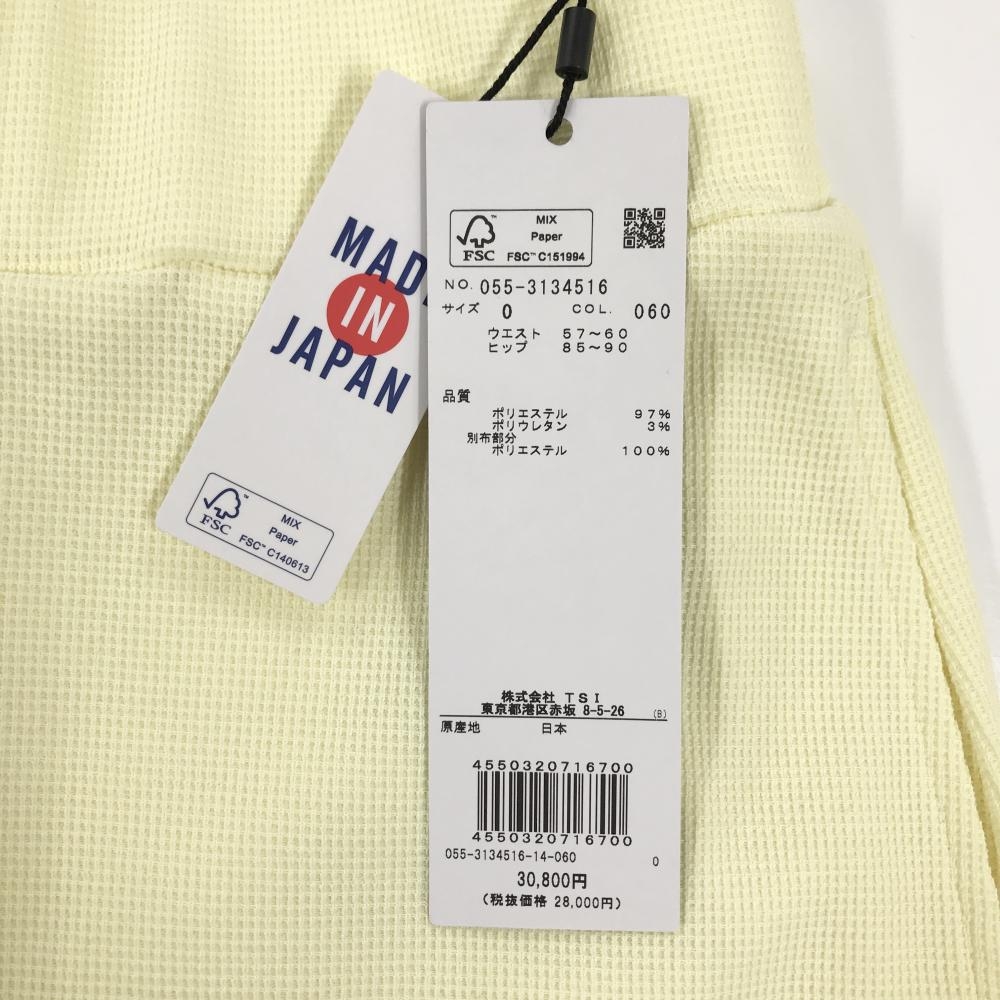 MAD
IN
JAPAN
FSC™
MIX
Paper
FSC™ C140613
FSC™
MIX
Paper
FSC™ C151994
NO. 055-3134516
サイズ 0 COL. 060
ウエスト 57～60
ヒップ 85～90
品質
ポリエステル 97%
ポリウレタン 3%
別布部分
ポリエステル 100%
株式会社 TSI
東京都港区赤坂 8-5-26 (B)
原産地 日本
4550320716700
4550320716700
055-3134516-14-060 0
30,800円
(税抜価格 28,000円)